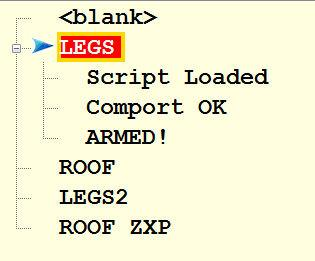 <blank>
LEGS
Script Loaded
Comport OK
ARMED!
ROOF
LEGS2
ROOF ZXP